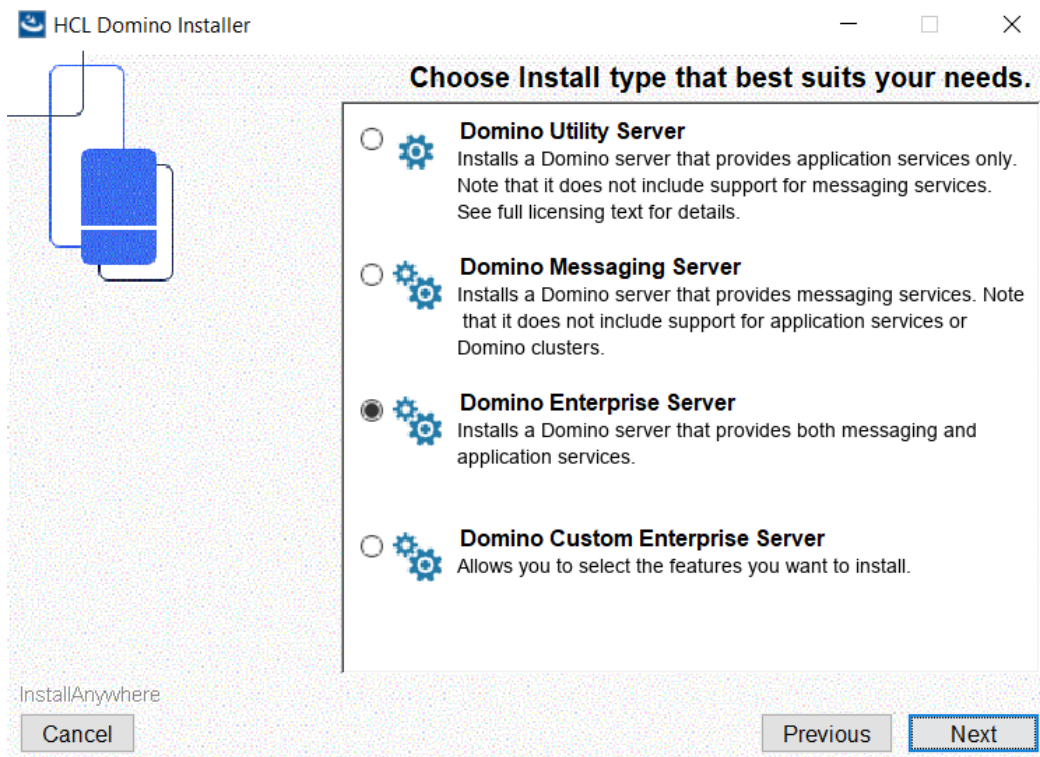 HCL Domino Installer
Choose Install type that best suits your needs.
Domino Utility Server
Installs a Domino server that provides application services only.
Note that it does not include support for messaging services.
See full licensing text for details.
Domino Messaging Server
Installs a Domino server that provides messaging services. Note
that it does not include support for application services or
Domino clusters.
Domino Enterprise Server
Installs a Domino server that provides both messaging and
application services.
Domino Custom Enterprise Server
Allows you to select the features you want to install.
InstallAnywhere
Cancel
Previous
Next